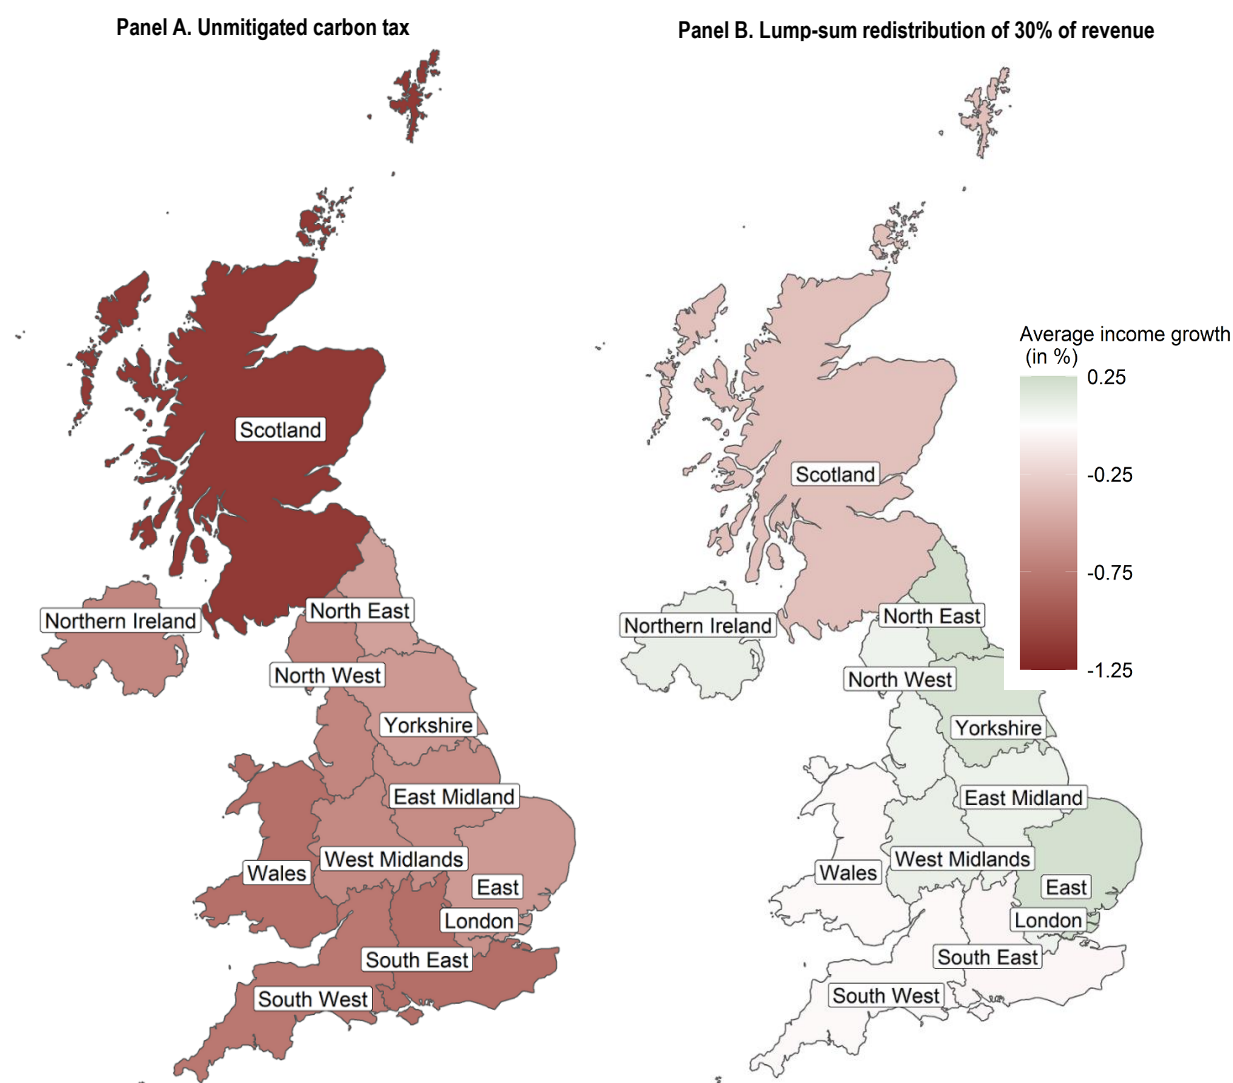 Panel A. Unmitigated carbon tax
Scotland
Northern Ireland
North East
North West
Yorkshire
East Midland
West Midlands
Wales
East
London
South East
South West
Panel B. Lump-sum redistribution of 30% of revenue
Average income growth
(in %)
0.25
-0.25
-0.75
-1.25
Scotland
North East
Northern Ireland
North West
Yorkshire
East Midland
West Midlands
Wales
East
London
South East
South West